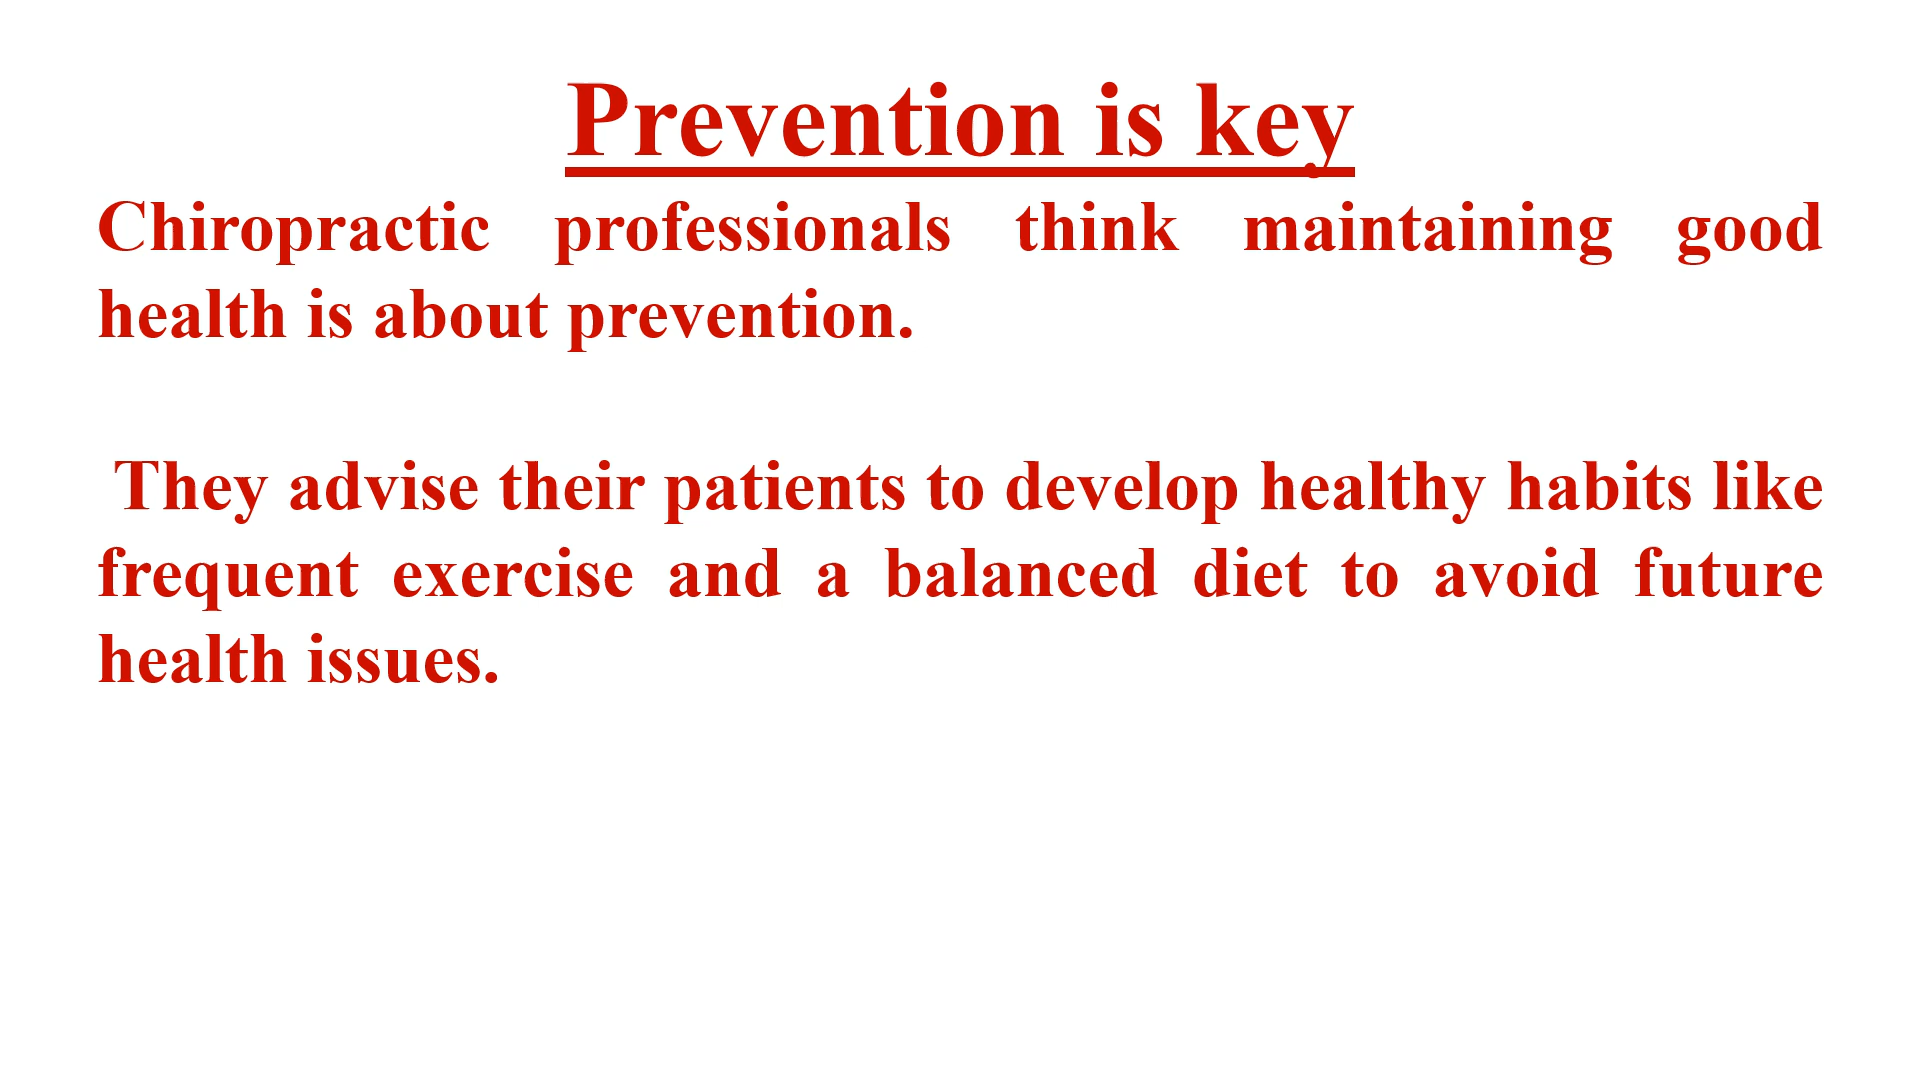 Prevention is key
Chiropractic professionals think maintaining good
health is about prevention.
They advise their patients to develop healthy habits like
frequent exercise and a balanced diet to avoid future
health issues.